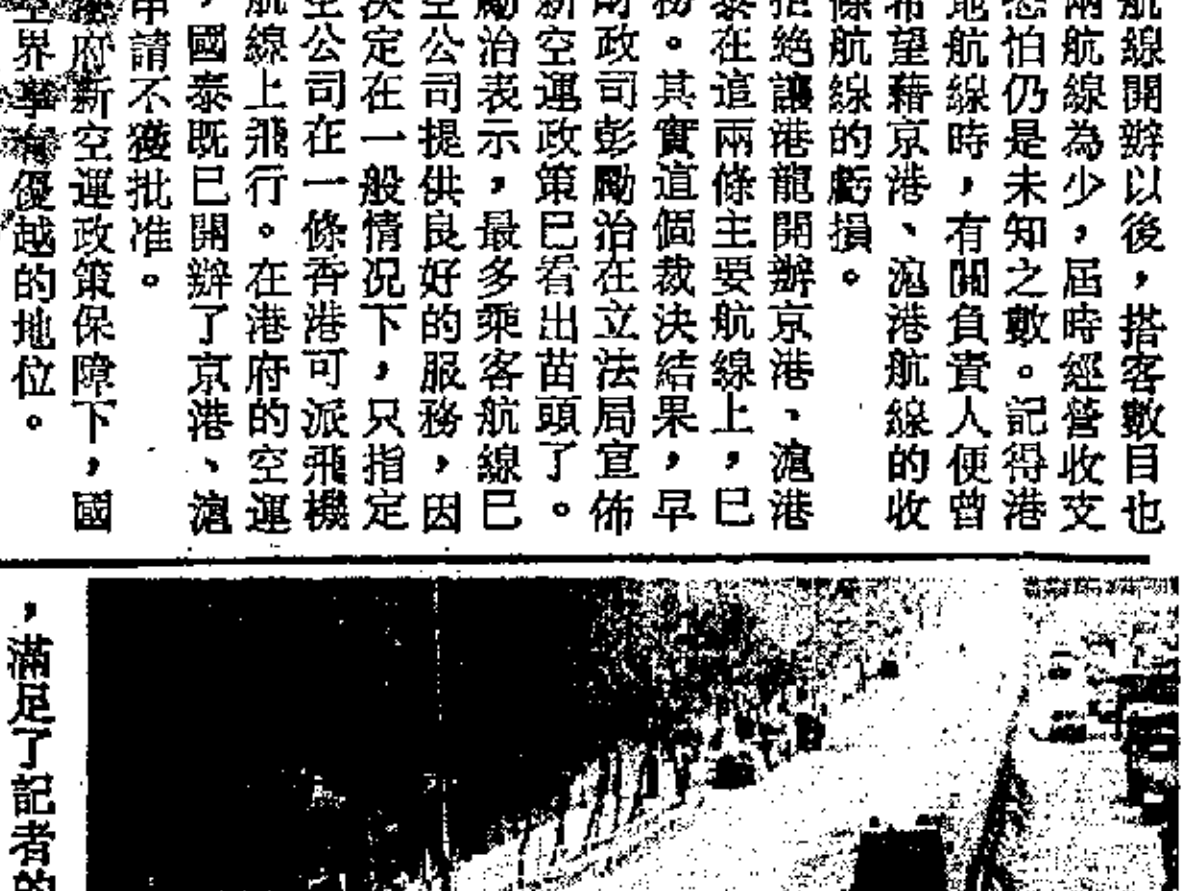 航線開辦以後，搭客數目也
兩航線為少，屆時經營收支
恐怕仍是未知之數。記得港
地航線時，有關負責人便曾
希望藉京港、滬港航線的收
條航線的虧損。
拒絕讓港龍開辦京港、滬港
泰在這兩條主要航線上，已
務。其實這個裁決結果，早
財政司彭勵治在立法局宣佈
新空運政策已看出苗頭了。
勵治表示，最多乘客航線已
空公司提供良好的服務，因
決定在一般情況下，只指定
空公司在一條香港可派飛機
航線上飛行。在港府的空運
，國泰既已開辦了京港、滬
申請不獲批准。
府新空運政策保障下，國
空界享有優越的地位。
，滿足了記者的